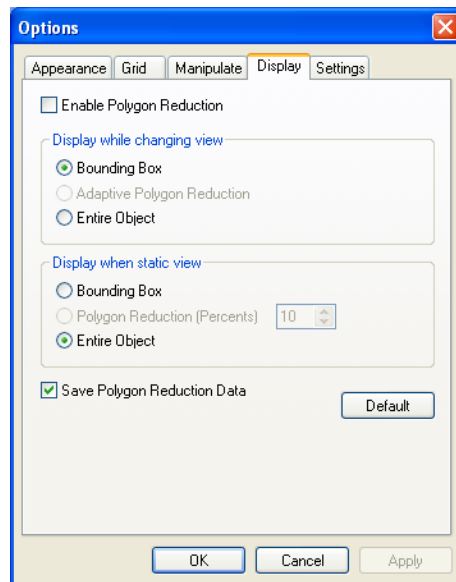 Options
Appearance Grid Manipulate Display Settings
Enable Polygon Reduction
Display while changing view
Bounding Box
Adaptive Polygon Reduction
Entire Object
Display when static view
Bounding Box
Polygon Reduction (Percents) 10
Entire Object
Save Polygon Reduction Data
Default
OK Cancel Apply